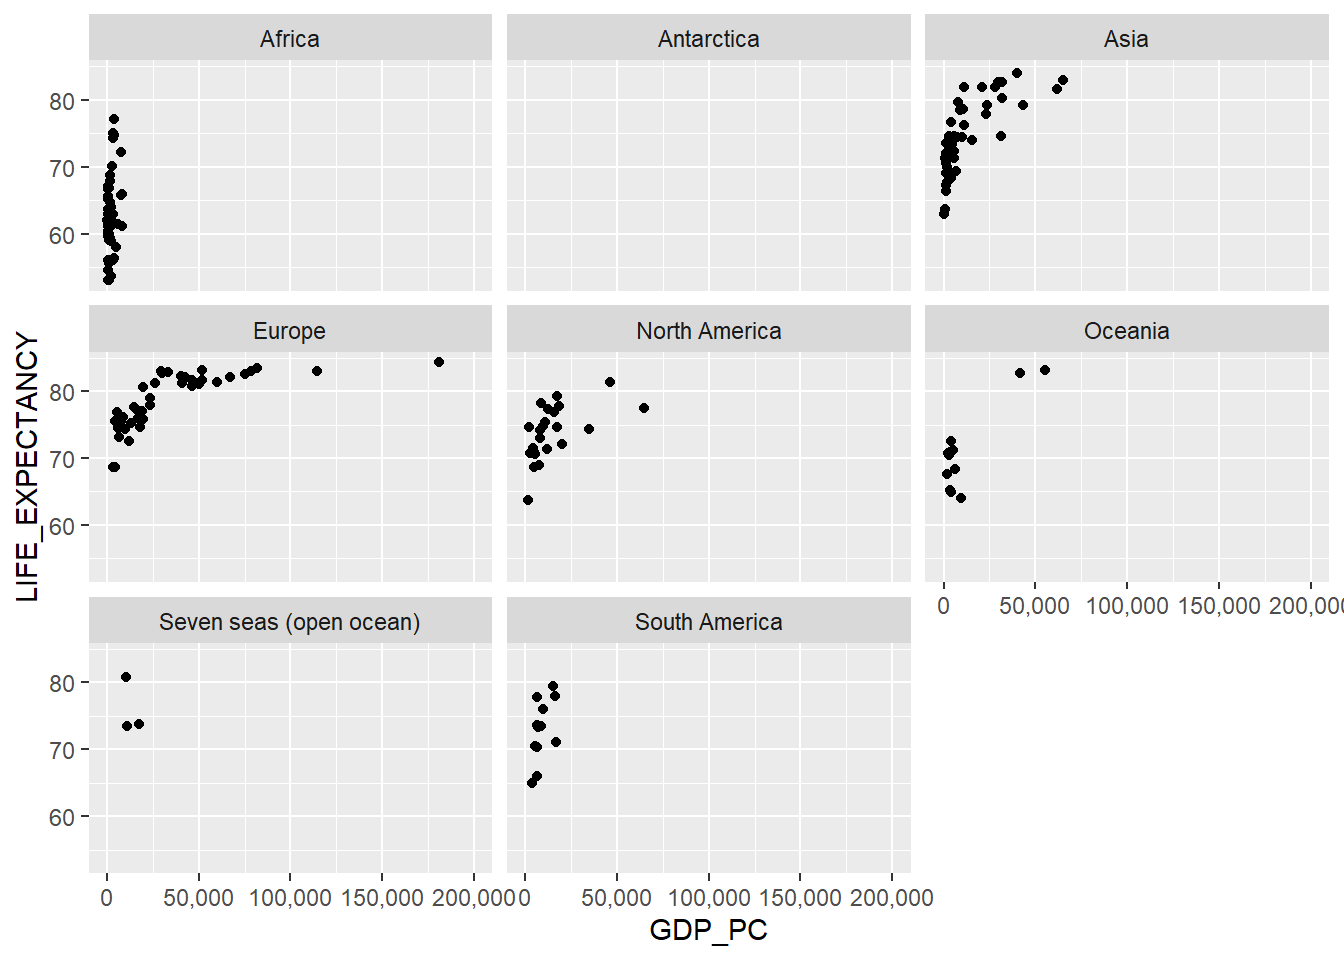 Africa
Antarctica
Asia
80
70
60
Europe
North America
Oceania
80
70
60
0
50,000
100,000
150,000
200,000
Seven seas (open ocean)
South America
80
70
60
0
50,000
100,000
150,000
200,000
0
50,000
100,000
150,000
200,000
LIFE_EXPECTANCY
GDP_PC